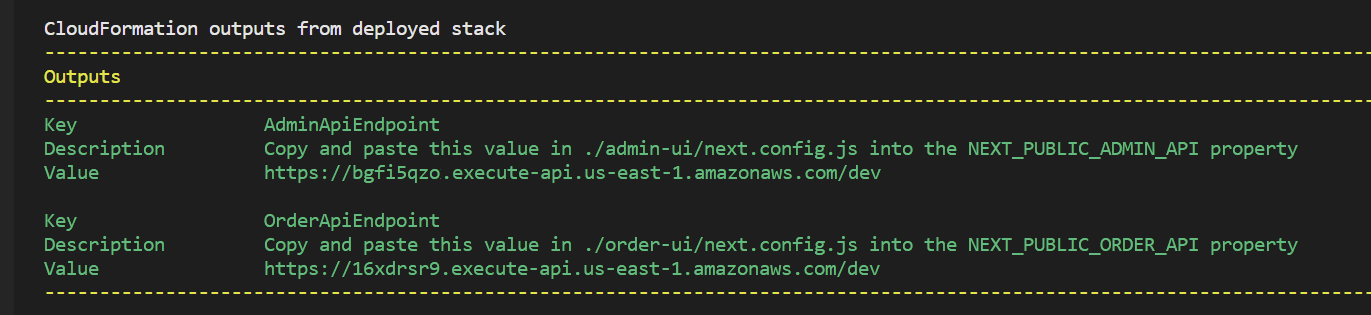 CloudFormation outputs from deployed stack
-------------------------------------------------------------------------------------------------------------------------
Outputs
-------------------------------------------------------------------------------------------------------------------------
Key                 AdminApiEndpoint
Description         Copy and paste this value in ./admin-ui/next.config.js into the NEXT_PUBLIC_ADMIN_API property
Value               https://bgfi5qzo.execute-api.us-east-1.amazonaws.com/dev
Key                 OrderApiEndpoint
Description         Copy and paste this value in ./order-ui/next.config.js into the NEXT_PUBLIC_ORDER_API property
Value               https://16xdrsr9.execute-api.us-east-1.amazonaws.com/dev
-------------------------------------------------------------------------------------------------------------------------